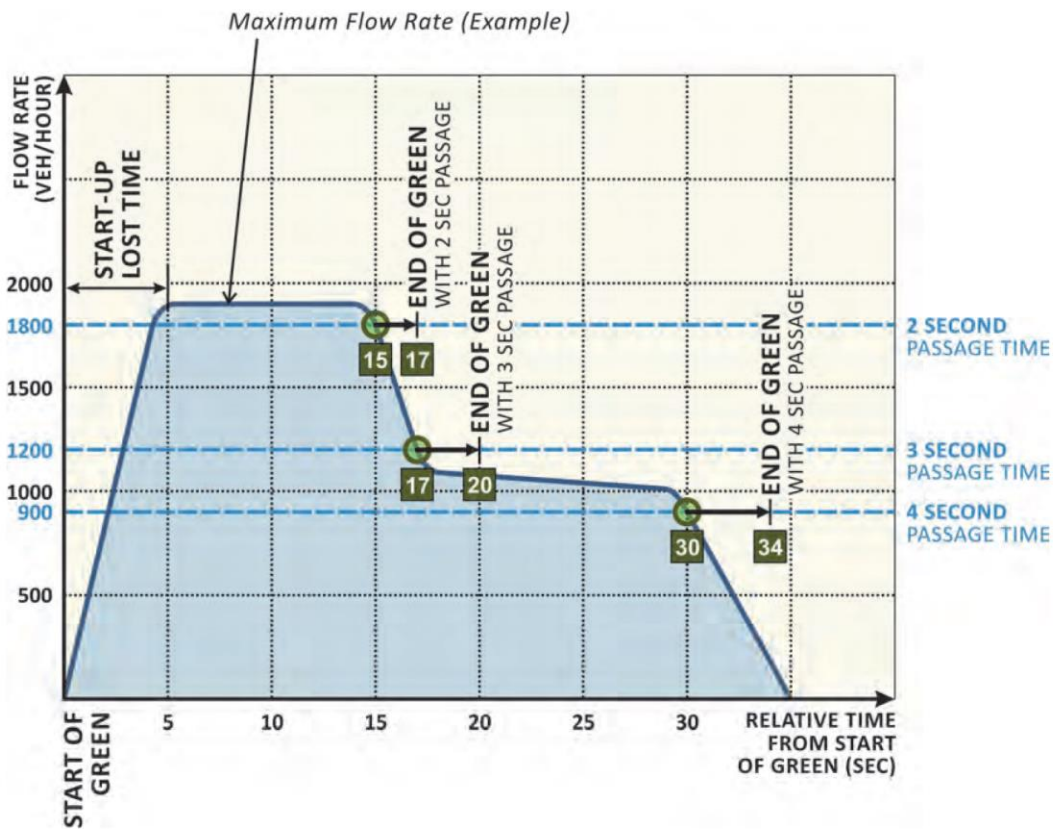 Maximum Flow Rate (Example)
FLOW RATE
(VEH/HOUR)
START-UP
LOST TIME
END OF GREEN
WITH 2 SEC PASSAGE
END OF GREEN
WITH 3 SEC PASSAGE
END OF GREEN
WITH 4 SEC PASSAGE
2000
1800
1500
1200
1000
900
500
15
17
17
20
30
34
2 SECOND
PASSAGE TIME
3 SECOND
PASSAGE TIME
4 SECOND
PASSAGE TIME
START OF
GREEN
5
10
15
20
25
30
RELATIVE TIME
FROM START
OF GREEN (SEC)